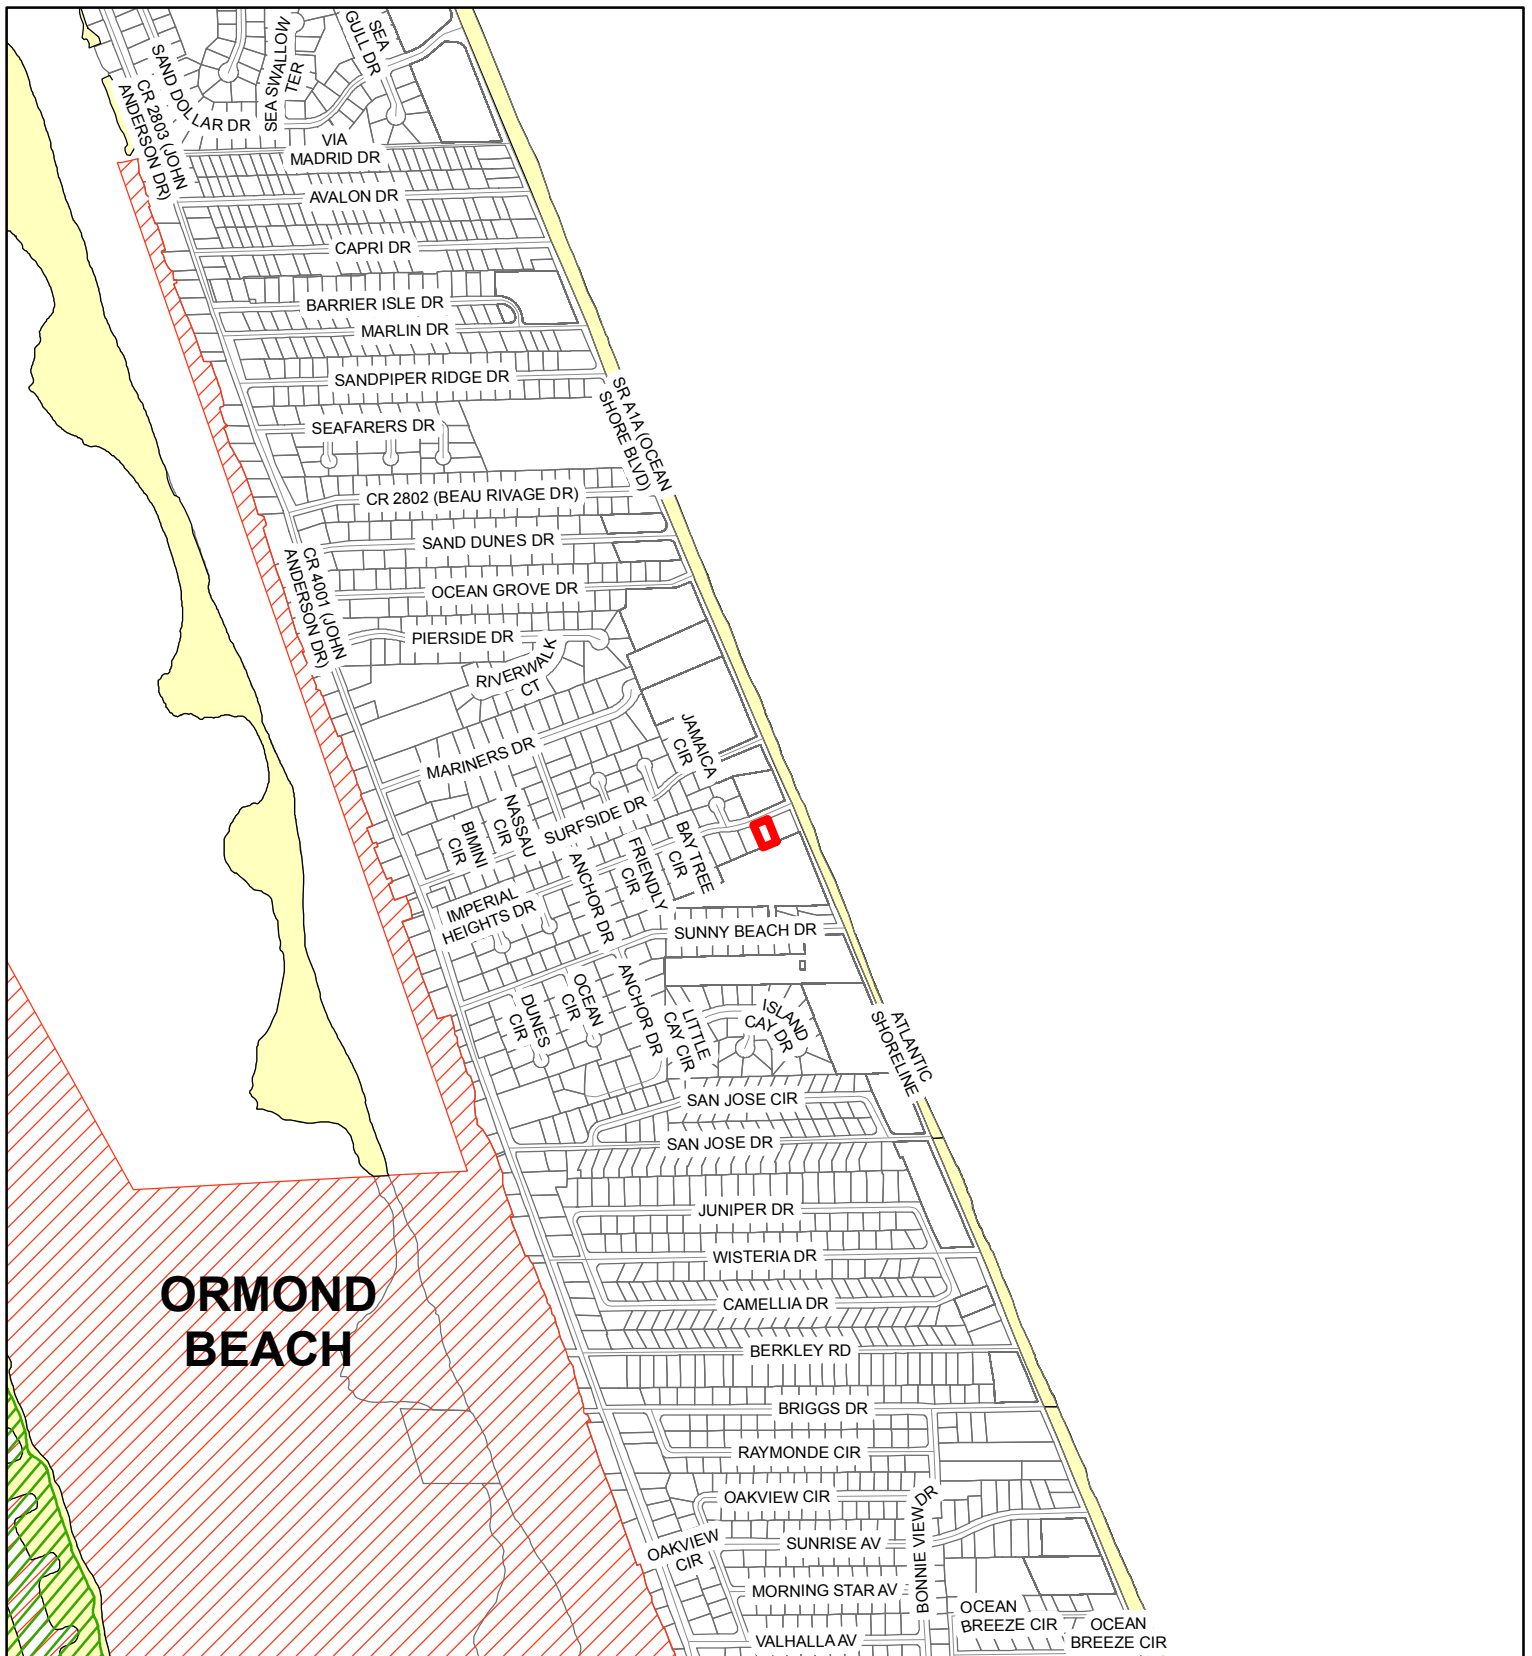 SEA
GULL DR
SEA SWALLOW
TER
SAND DOLLAR DR
CR 2803 (JOHN
ANDERSON DR)
VIA
MADRID DR
AVALON DR
CAPRI DR
BARRIER ISLE DR
MARLIN DR
SANDPIPER RIDGE DR
SR A1A (OCEAN
SHORE BLVD)
SEAFARERS DR
CR 2802 (BEAU RIVAGE DR)
SAND DUNES DR
CR 4001 (JOHN
ANDERSON DR)
OCEAN GROVE DR
PIERSIDE DR
RIVERWALK
CT
JAMAICA
CIR
MARINERS DR
NASSAU
CIR
SURFSIDE DR
BIMINI
CIR
BAY TREE
CIR
FRIENDLY
CIR
ANCHOR DR
IMPERIAL
HEIGHTS DR
SUNNY BEACH DR
ANCHOR DR
OCEAN
CIR
DUNES
CIR
LITTLE
CAY CIR
ISLAND
CAY DR
ATLANTIC
SHORELINE
SAN JOSE CIR
SAN JOSE DR
JUNIPER DR
WISTERIA DR
CAMELLIA DR
ORMOND
BEACH
BERKLEY RD
BRIGGS DR
RAYMONDE CIR
OAKVIEW CIR
BONNIE VIEW DR
OAKVIEW
CIR
SUNRISE AV
MORNING STAR AV
OCEAN
BREEZE CIR
OCEAN
BREEZE CIR
VALHALLA AV